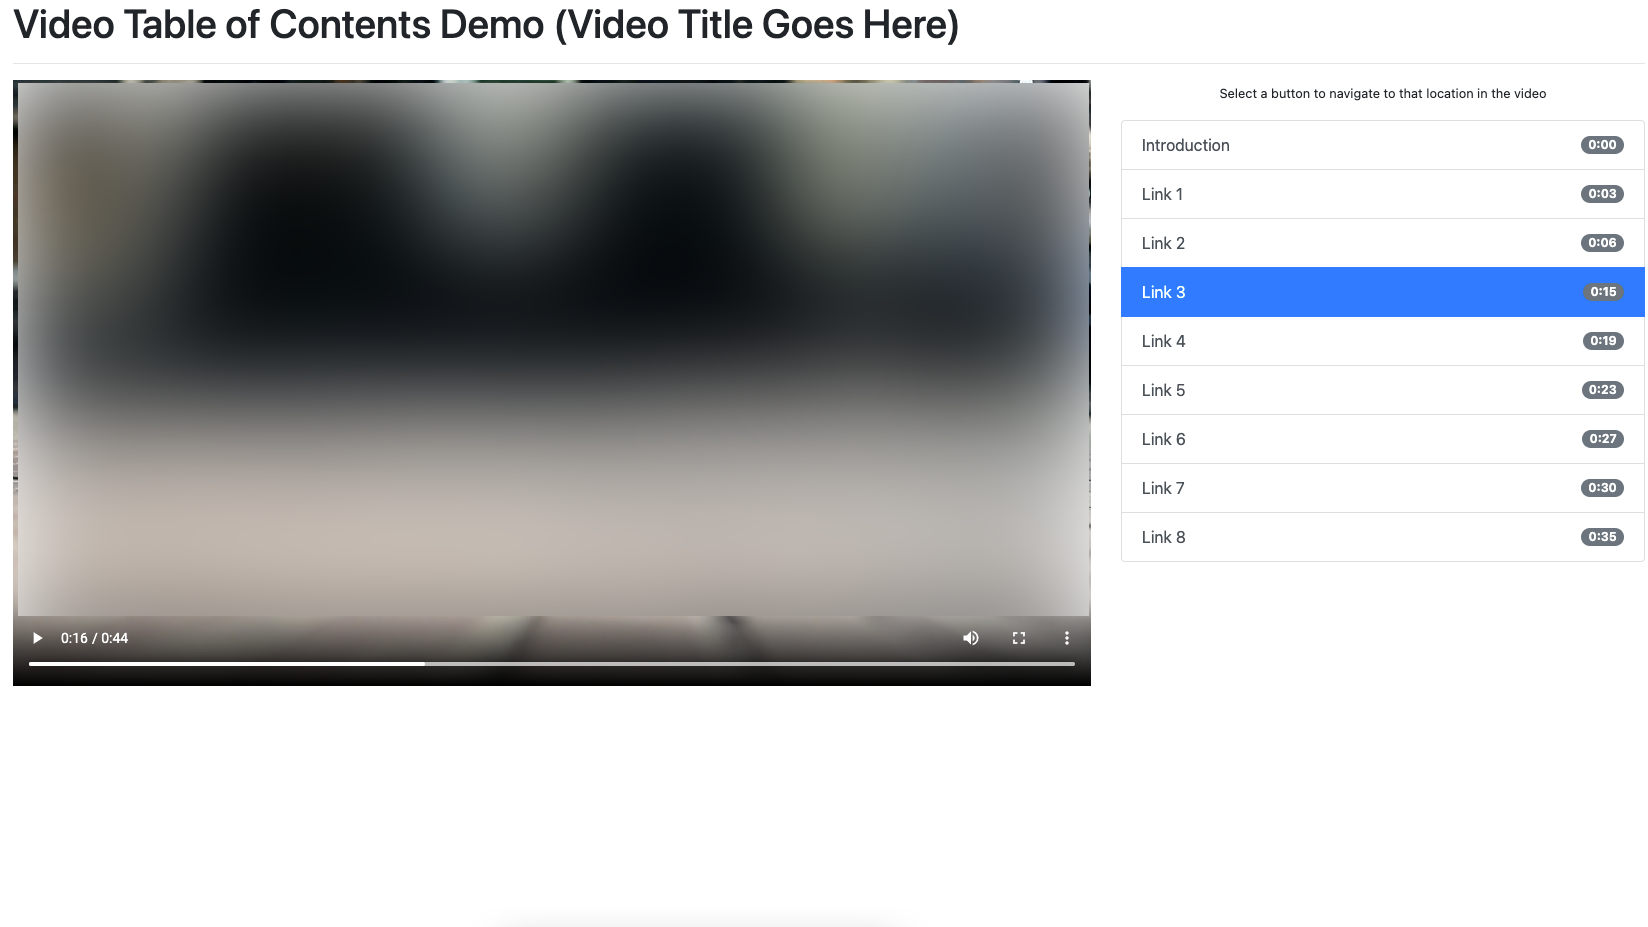 Video Table of Contents Demo (Video Title Goes Here)
Select a button to navigate to that location in the video
Introduction 0:00
Link 1 0:03
Link 2 0:06
Link 3 0:15
Link 4 0:19
Link 5 0:23
Link 6 0:27
Link 7 0:30
Link 8 0:35
0:16 / 0:44